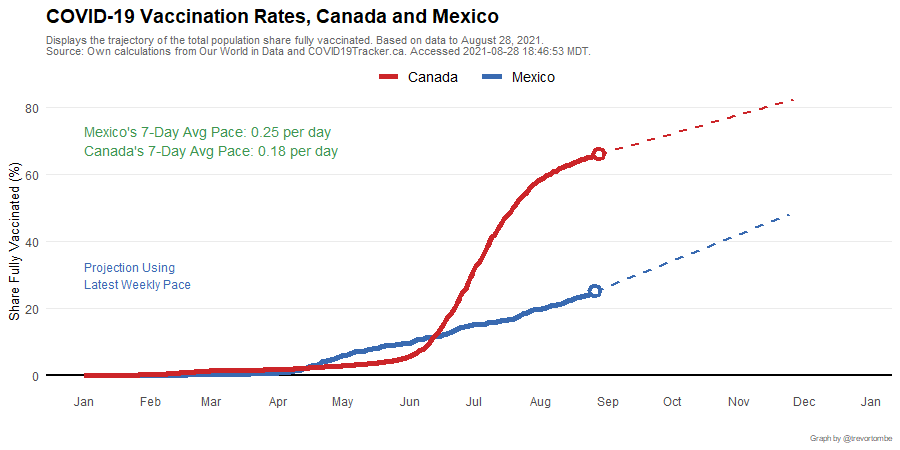 COVID-19 Vaccination Rates, Canada and Mexico
Displays the trajectory of the total population share fully vaccinated. Based on data to August 28, 2021.
Source: Own calculations from Our World in Data and COVID19Tracker.ca. Accessed 2021-08-28 18:46:53 MDT.
Canada Mexico
Mexico's 7-Day Avg Pace: 0.25 per day
Canada's 7-Day Avg Pace: 0.18 per day
Projection Using
Latest Weekly Pace
Share Fully Vaccinated (%)
80
60
40
20
0
Jan Feb Mar Apr May Jun Jul Aug Sep Oct Nov Dec Jan
Graph by @trevortombe